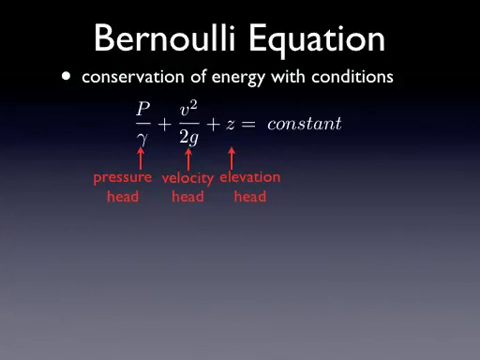 Bernoulli Equation
• conservation of energy with conditions
P/γ + v²/2g + z = constant
pressure velocity elevation
head head head